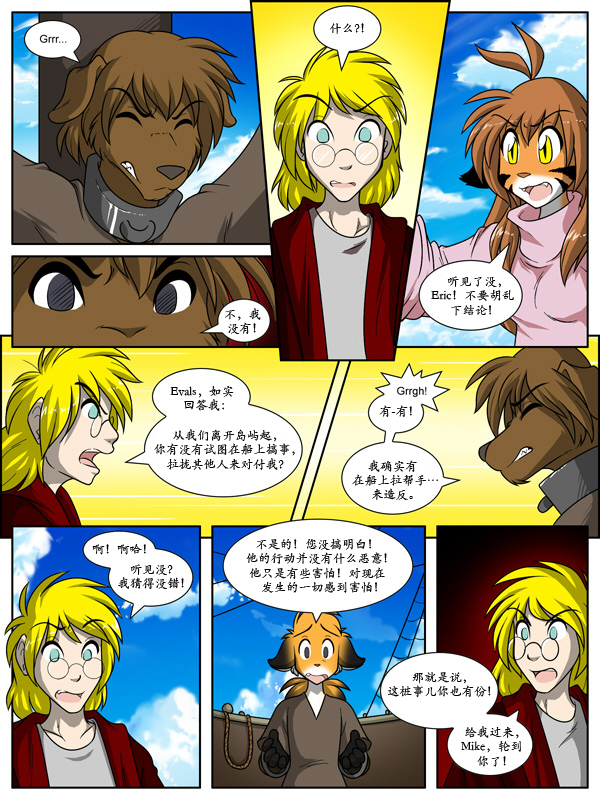 Grrr...
什么?!
听见了没，
Eric！不要胡乱
下结论！
不，我
没有！
Evals，如实
回答我：
从我们离开岛屿起，
你有没有试图在船上搞事，
拉拢其他人来对付我？
Grrgh!
有-有！
我确实有
在船上拉帮手…
来造反。
啊！啊哈！
听见没？
我猜得没错！
不是的！您没搞明白！
他的行动并没有什么恶意！
他只是有些害怕！对现在
发生的一切感到害怕！
那就是说，
这桩事儿你也有份！
给我过来，
Mike，轮到
你了！